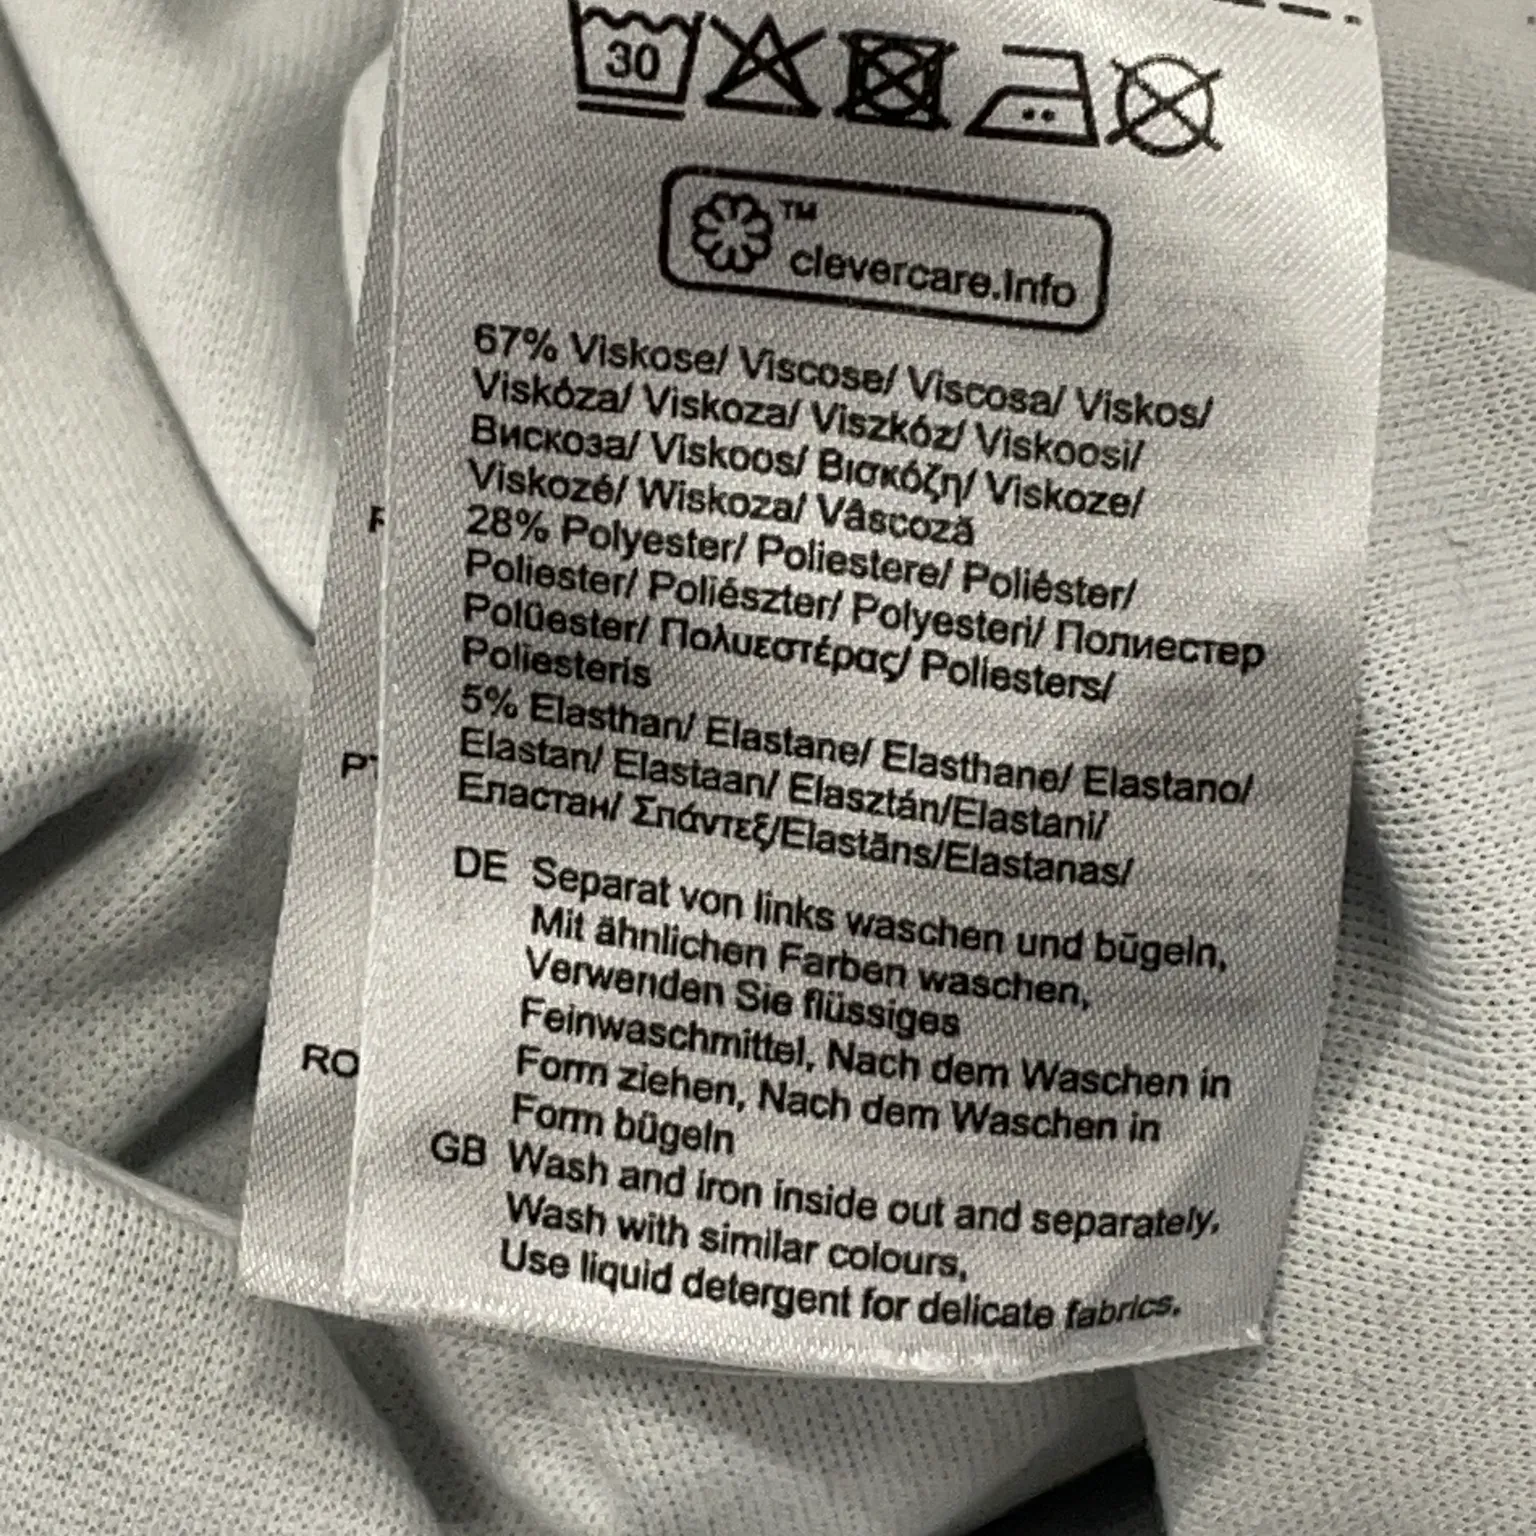 30
™
clevercare.info
67% Viskose/ Viscose/ Viscosa/ Viskos/
Viskóza/ Viskoza/ Viszkóz/ Viskoosi/
Вискоза/ Viskoos/ Βισκόζη/ Viskoze/
Viskozé/ Wiskoza/ Vâscoză
28% Polyester/ Poliestere/ Poliéster/
Poliester/ Poliészter/ Polyesteri/ Полиестер
Polüester/ Πολυεστέρας/ Poliesters/
Poliesteris
5% Elasthan/ Elastane/ Elasthane/ Elastano/
Elastan/ Elastaan/ Elasztán/Elastani/
Еластан/ Σπάντεξ/Elastāns/Elastanas/
DE Separat von links waschen und bügeln,
Mit ähnlichen Farben waschen,
Verwenden Sie flüssiges
Feinwaschmittel, Nach dem Waschen in
Form ziehen, Nach dem Waschen in
Form bügeln
GB Wash and iron inside out and separately.
Wash with similar colours,
Use liquid detergent for delicate fabrics.
RO